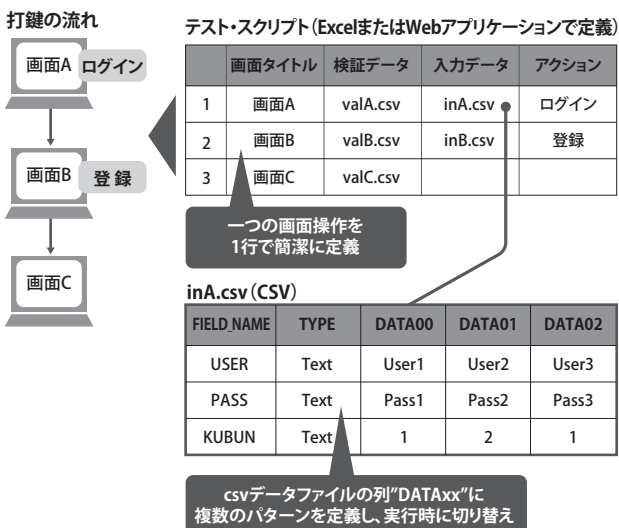 打鍵の流れ
画面A ログイン
画面B 登 録
画面C
テスト・スクリプト(ExcelまたはWebアプリケーションで定義)
画面タイトル 検証データ 入力データ アクション
1 画面A valA.csv inA.csv ログイン
2 画面B valB.csv inB.csv 登録
3 画面C valC.csv
一つの画面操作を
1行で簡潔に定義
inA.csv(CSV)
FIELD_NAME TYPE DATA00 DATA01 DATA02
USER Text User1 User2 User3
PASS Text Pass1 Pass2 Pass3
KUBUN Text 1 2 1
csvデータファイルの列"DATAxx"に
複数のパターンを定義し、実行時に切り替え